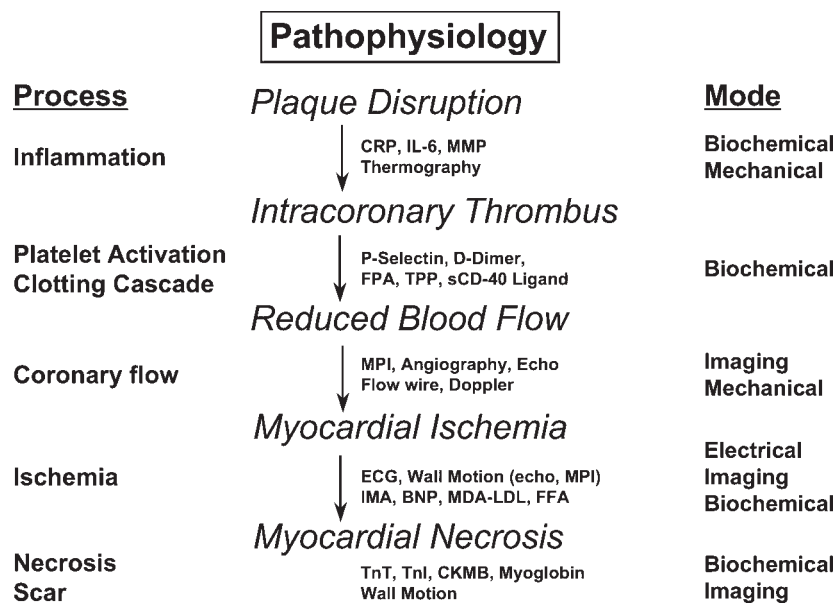 Pathophysiology
Process
Mode
Plaque Disruption
Inflammation
CRP, IL-6, MMP
Thermography
Biochemical
Mechanical
Intracoronary Thrombus
Platelet Activation
Clotting Cascade
P-Selectin, D-Dimer,
FPA, TPP, sCD-40 Ligand
Biochemical
Reduced Blood Flow
Coronary flow
MPI, Angiography, Echo
Flow wire, Doppler
Imaging
Mechanical
Myocardial Ischemia
Ischemia
ECG, Wall Motion (echo, MPI)
IMA, BNP, MDA-LDL, FFA
Electrical
Imaging
Biochemical
Myocardial Necrosis
Necrosis
Scar
TnT, TnI, CKMB, Myoglobin
Wall Motion
Biochemical
Imaging